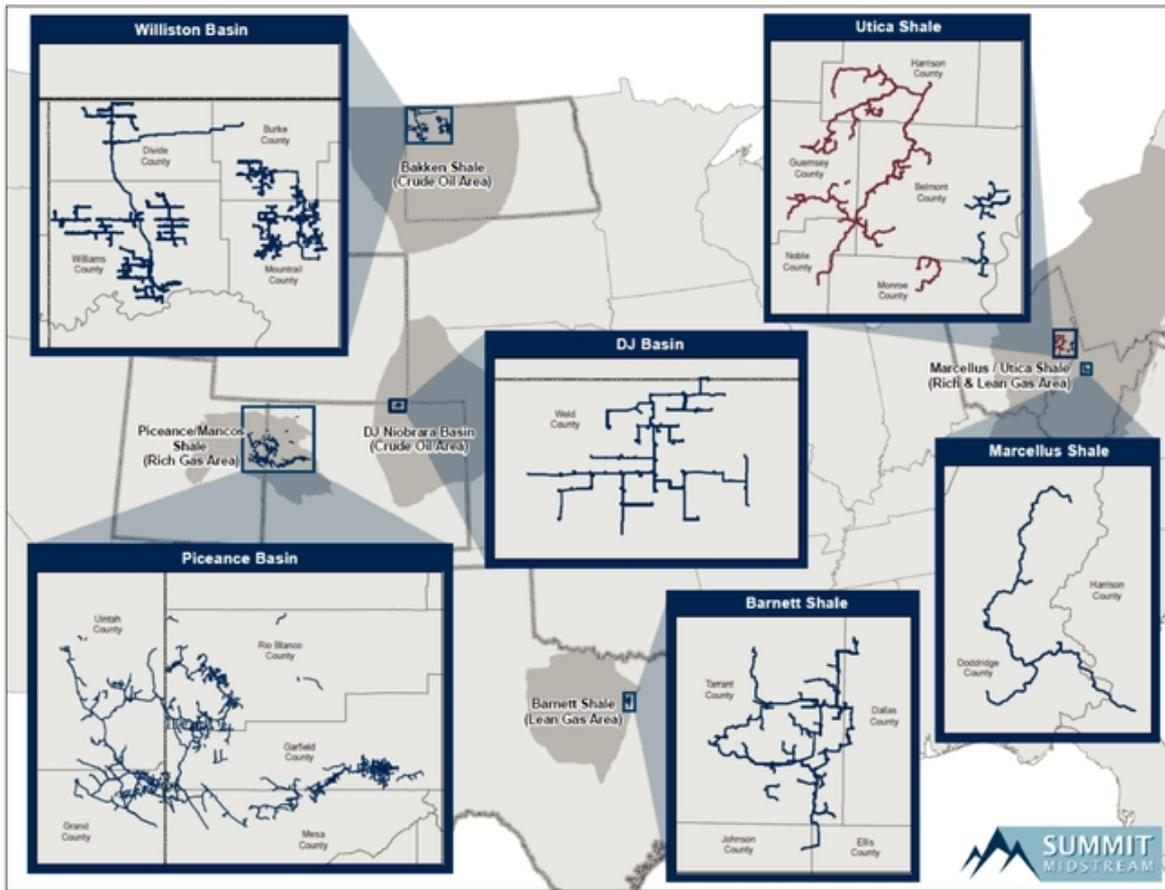 Williston Basin
Divide
County
Burke
County
Williams
County
Mountrail
County
Bakken Shale
(Crude Oil Area)
Utica Shale
Harrison
County
Guernsey
County
Belmont
County
Noble
County
Monroe
County
Marcellus / Utica Shale
(Rich & Lean Gas Area)
DJ Basin
Weld
County
Piceance/Mancos
Shale
(Rich Gas Area)
DJ Niobrara Basin
(Crude Oil Area)
Marcellus Shale
Harrison
County
Doddridge
County
Piceance Basin
Uintah
County
Rio Blanco
County
Garfield
County
Grand
County
Mesa
County
Barnett Shale
Tarrant
County
Dallas
County
Johnson
County
Ellis
County
Barnett Shale
(Lean Gas Area)
SUMMIT
MIDSTREAM